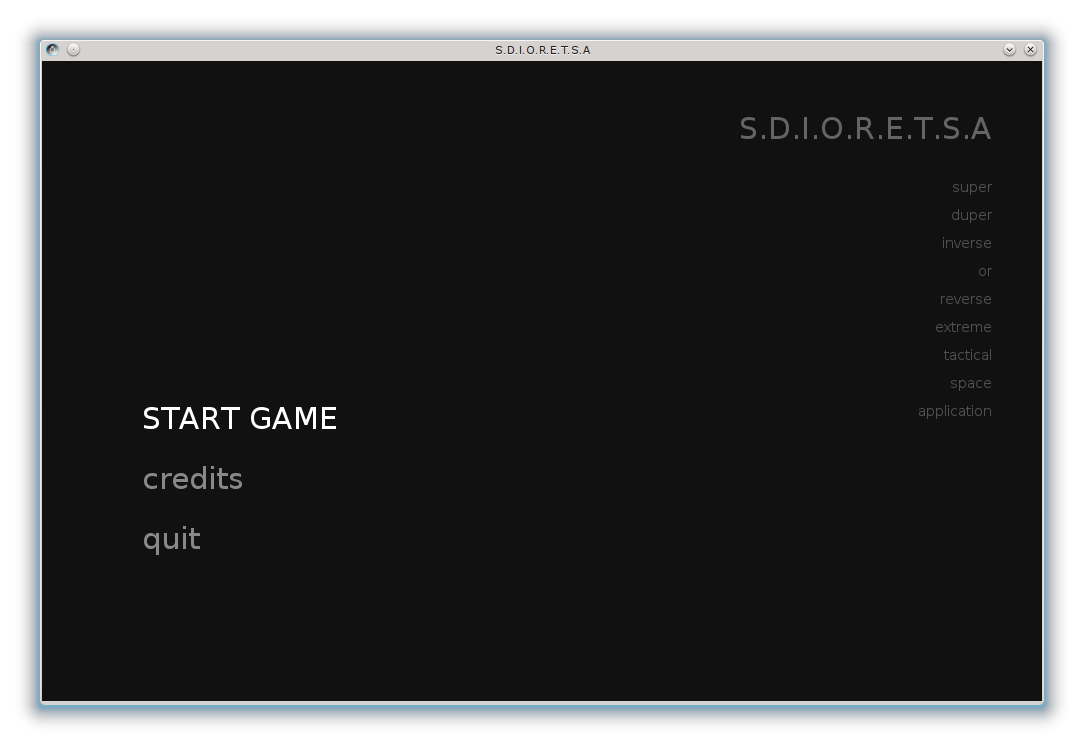 S.D.I.O.R.E.T.S.A
S.D.I.O.R.E.T.S.A
super
duper
inverse
or
reverse
extreme
tactical
space
application
START GAME
credits
quit